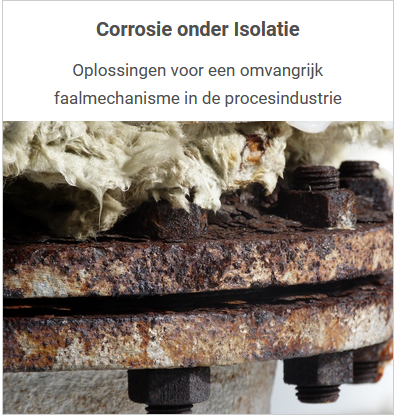 Corrosie onder Isolatie
Oplossingen voor een omvangrijk
faalmechanisme in de procesindustrie